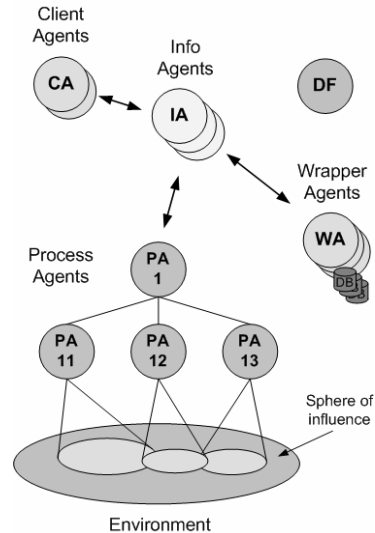 Client
Agents
CA
Info
Agents
IA
DF
Wrapper
Agents
WA
DB
Process
Agents
PA
1
PA
11
PA
12
PA
13
Sphere of
influence
Environment